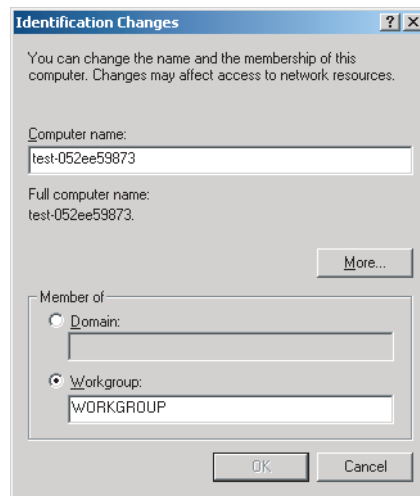 Identification Changes
You can change the name and the membership of this
computer. Changes may affect access to network resources.
Computer name:
test-052ee59873
Full computer name:
test-052ee59873.
More...
Member of
Domain:
Workgroup:
WORKGROUP
OK Cancel